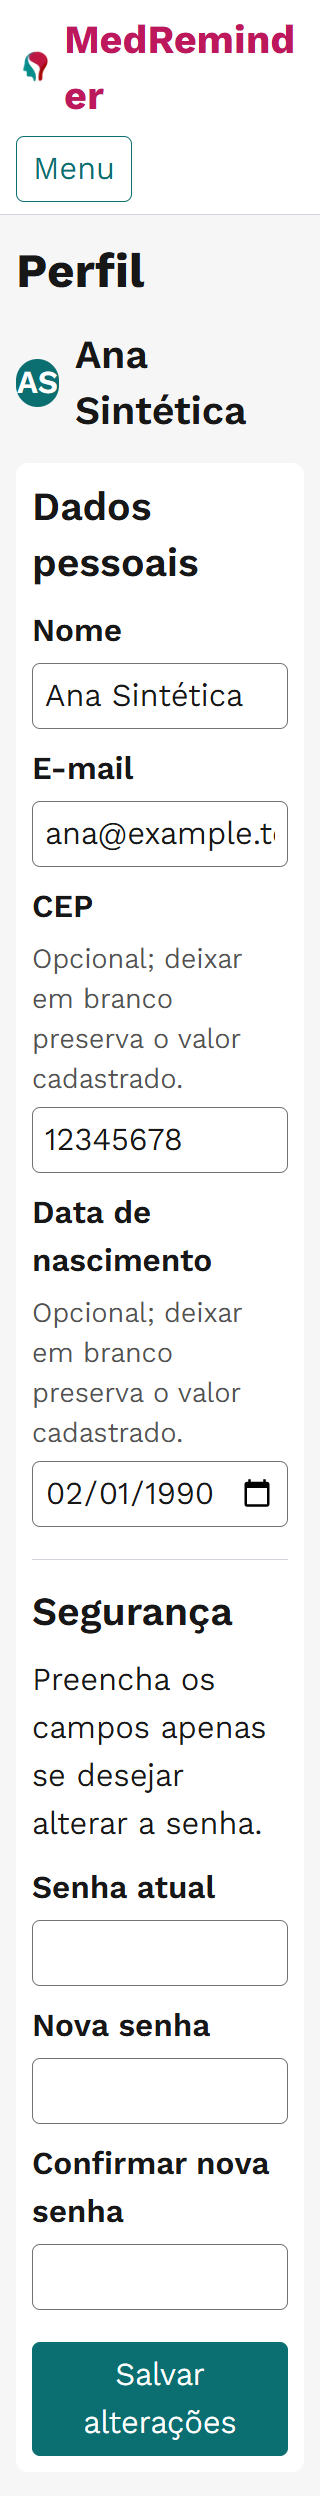 MedRemind
er
Menu
Perfil
AS
Ana
Sintética
Dados
pessoais
Nome
Ana Sintética
E-mail
ana@example.t
CEP
Opcional; deixar
em branco
preserva o valor
cadastrado.
12345678
Data de
nascimento
Opcional; deixar
em branco
preserva o valor
cadastrado.
02/01/1990
Segurança
Preencha os
campos apenas
se desejar
alterar a senha.
Senha atual
Nova senha
Confirmar nova
senha
Salvar
alterações